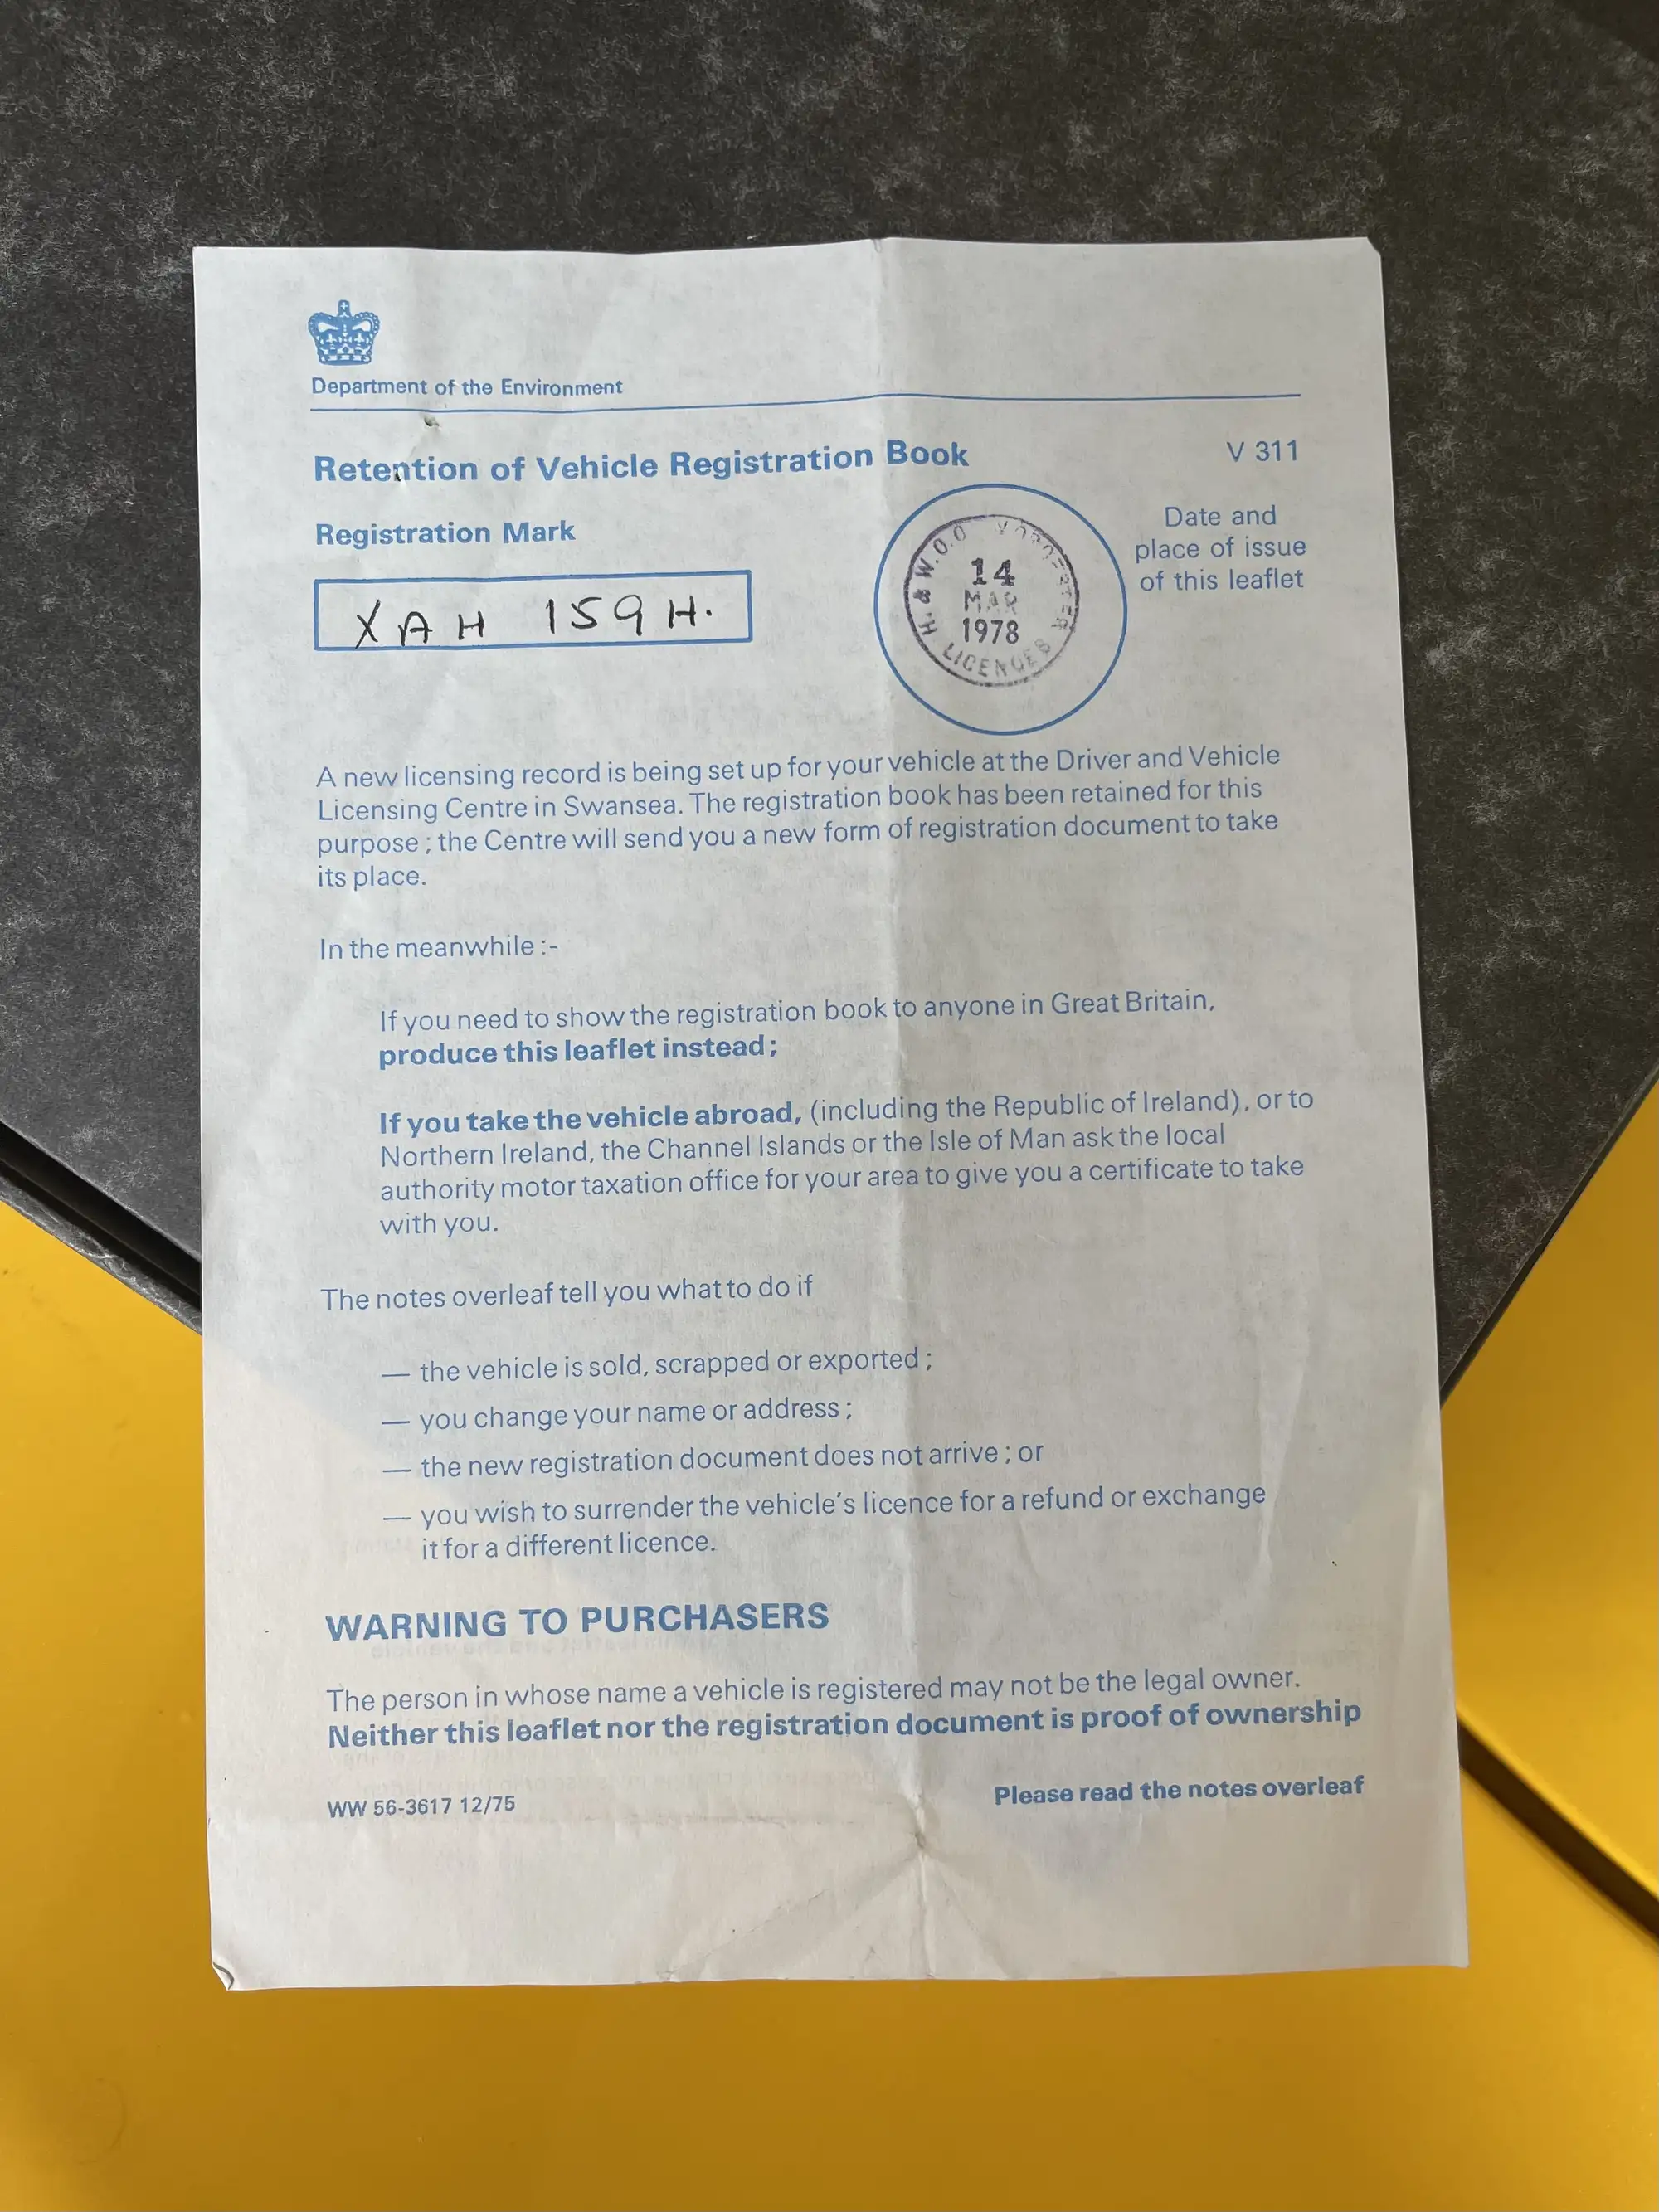 Department of the Environment
Retention of Vehicle Registration Book
V 311
Registration Mark
XAH 159H.
H. & W.C.C WORCESTER
14
MAR
1978
LICENCES
Date and
place of issue
of this leaflet
A new licensing record is being set up for your vehicle at the Driver and Vehicle
Licensing Centre in Swansea. The registration book has been retained for this
purpose; the Centre will send you a new form of registration document to take
its place.
In the meanwhile :-
If you need to show the registration book to anyone in Great Britain,
produce this leaflet instead;
If you take the vehicle abroad, (including the Republic of Ireland), or to
Northern Ireland, the Channel Islands or the Isle of Man ask the local
authority motor taxation office for your area to give you a certificate to take
with you.
The notes overleaf tell you what to do if
— the vehicle is sold, scrapped or exported;
— you change your name or address;
— the new registration document does not arrive; or
— you wish to surrender the vehicle's licence for a refund or exchange
it for a different licence.
WARNING TO PURCHASERS
The person in whose name a vehicle is registered may not be the legal owner.
Neither this leaflet nor the registration document is proof of ownership
WW 56-3617 12/75
Please read the notes overleaf